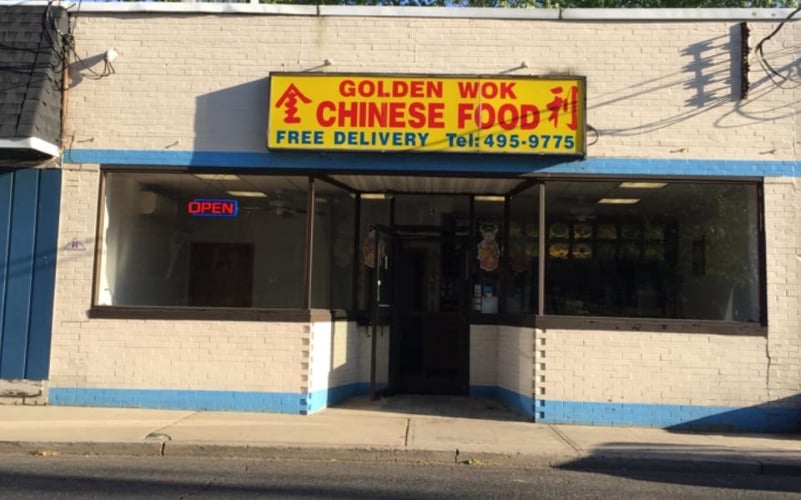 GOLDEN WOK
金 CHINESE FOOD 利
FREE DELIVERY Tel: 495-9775
OPEN
R